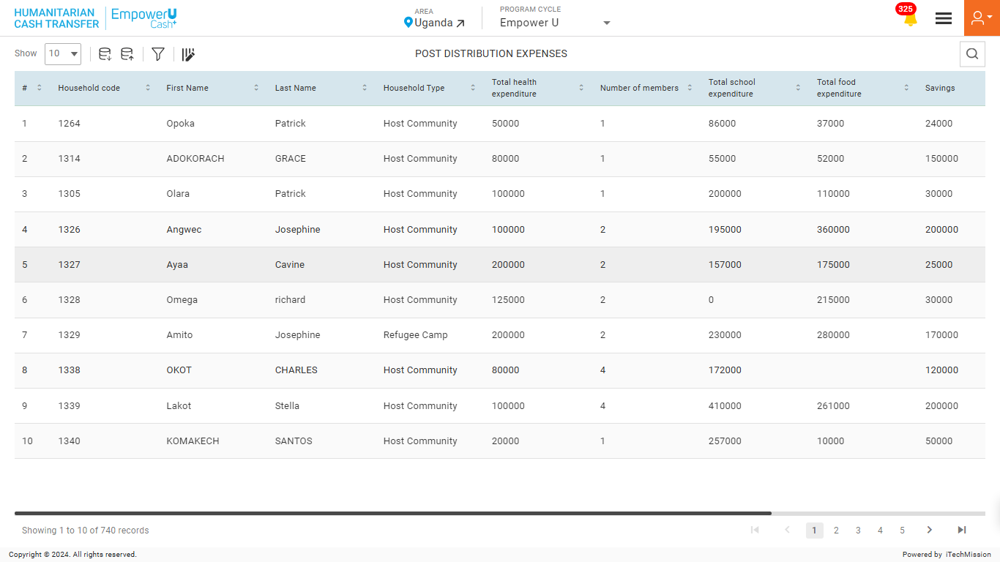 HUMANITARIAN
CASH TRANSFER
EmpowerU
Cash+
AREA
Uganda
PROGRAM CYCLE
Empower U
325
Show 10
POST DISTRIBUTION EXPENSES
# Household code First Name Last Name Household Type Total health expenditure Number of members Total school expenditure Total food expenditure Savings
1 1264 Opoka Patrick Host Community 50000 1 86000 37000 24000
2 1314 ADOKORACH GRACE Host Community 80000 1 55000 52000 150000
3 1305 Olara Patrick Host Community 100000 1 200000 110000 30000
4 1326 Angwec Josephine Host Community 100000 2 195000 360000 200000
5 1327 Ayaa Cavine Host Community 200000 2 157000 175000 25000
6 1328 Omega richard Host Community 125000 2 0 215000 30000
7 1329 Amito Josephine Refugee Camp 200000 2 230000 280000 170000
8 1338 OKOT CHARLES Host Community 80000 4 172000 120000
9 1339 Lakot Stella Host Community 100000 4 410000 261000 200000
10 1340 KOMAKECH SANTOS Host Community 20000 1 257000 10000 50000
Showing 1 to 10 of 740 records
1 2 3 4 5
Copyright © 2024. All rights reserved.
Powered by iTechMission